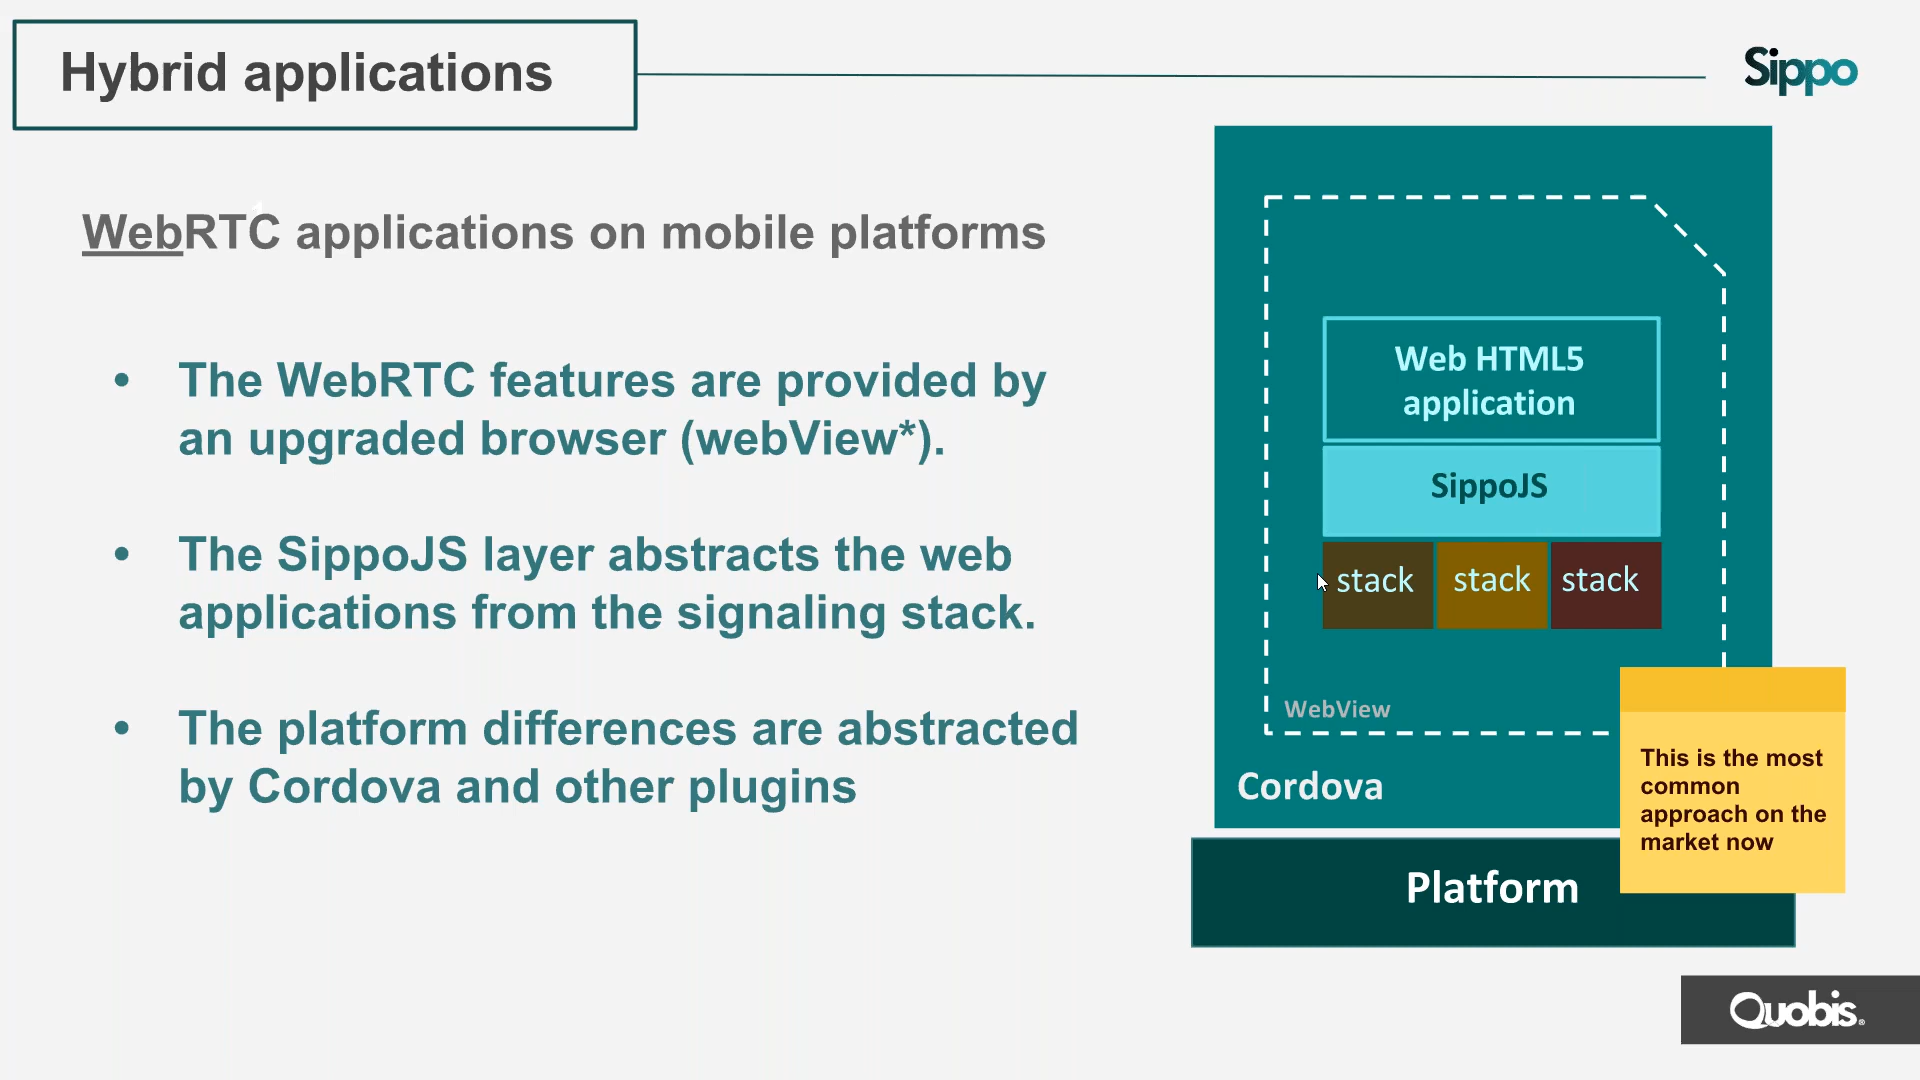 Hybrid applications
Sippo
WebRTC applications on mobile platforms
• The WebRTC features are provided by
an upgraded browser (webView*).
• The SippoJS layer abstracts the web
applications from the signaling stack.
• The platform differences are abstracted
by Cordova and other plugins
Web HTML5
application
SippoJS
stack stack stack
WebView
Cordova
This is the most
common
approach on the
market now
Platform
Quobis®